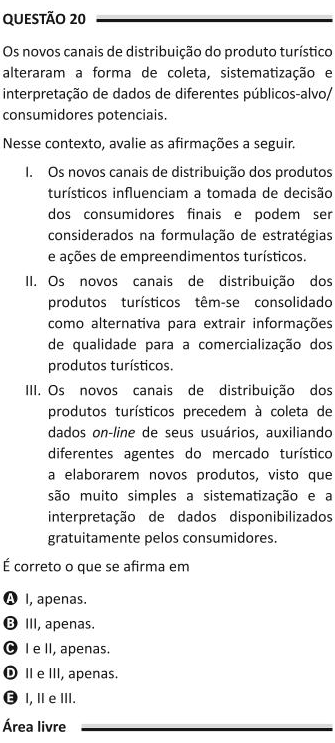 QUESTÃO 20
Os novos canais de distribuição do produto turístico
alteraram a forma de coleta, sistematização e
interpretação de dados de diferentes públicos-alvo/
consumidores potenciais.
Nesse contexto, avalie as afirmações a seguir.
I. Os novos canais de distribuição dos produtos
turísticos influenciam a tomada de decisão
dos consumidores finais e podem ser
considerados na formulação de estratégias
e ações de empreendimentos turísticos.
II. Os novos canais de distribuição dos
produtos turísticos têm-se consolidado
como alternativa para extrair informações
de qualidade para a comercialização dos
produtos turísticos.
III. Os novos canais de distribuição dos
produtos turísticos precedem à coleta de
dados on-line de seus usuários, auxiliando
diferentes agentes do mercado turístico
a elaborarem novos produtos, visto que
são muito simples a sistematização e a
interpretação de dados disponibilizados
gratuitamente pelos consumidores.
É correto o que se afirma em
A I, apenas.
B III, apenas.
C I e II, apenas.
D II e III, apenas.
E I, II e III.
Área livre